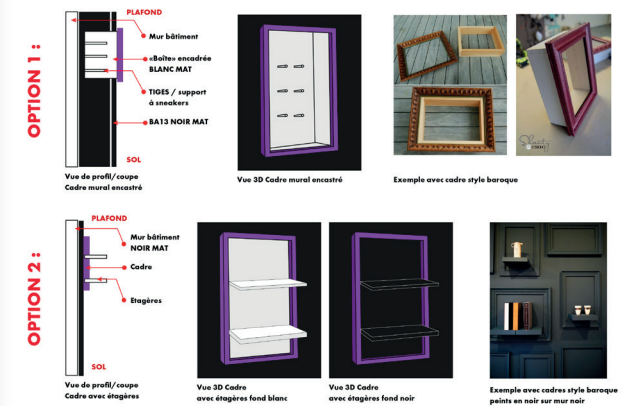 OPTION 1 :
PLAFOND
Mur bâtiment
«Boîte» encadrée
BLANC MAT
TIGES / support
à sneakers
BA13 NOIR MAT
SOL
Vue de profil/coupe
Cadre mural encastré
Vue 3D Cadre mural encastré
Exemple avec cadre style baroque
OPTION 2 :
PLAFOND
Mur bâtiment
NOIR MAT
Cadre
Etagères
SOL
Vue de profil/coupe
Cadre avec étagères
Vue 3D Cadre
avec étagères fond blanc
Vue 3D Cadre
avec étagères fond noir
Exemple avec cadres style baroque
peints en noir sur mur noir